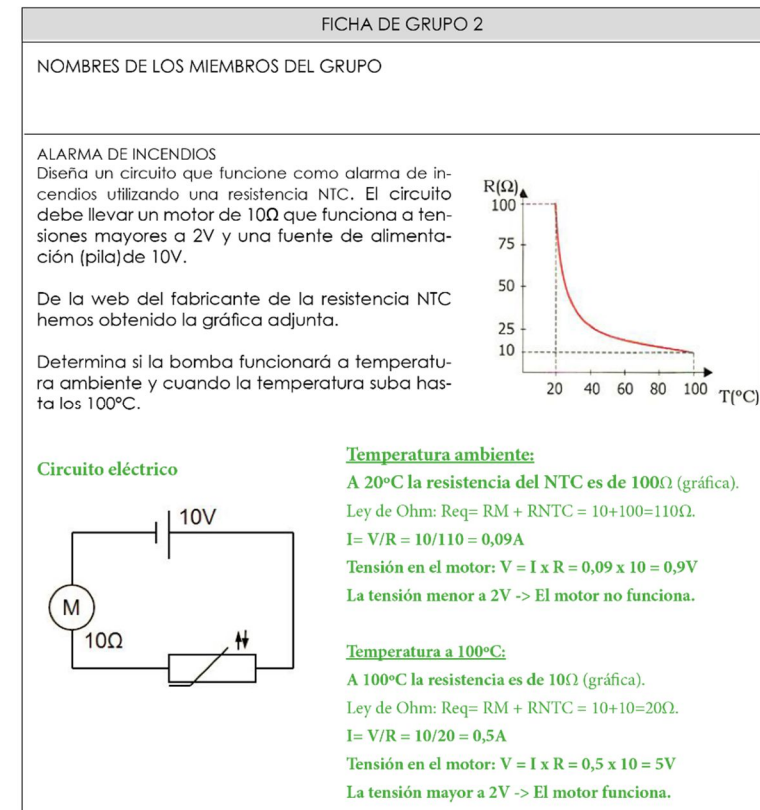 FICHA DE GRUPO 2
NOMBRES DE LOS MIEMBROS DEL GRUPO
ALARMA DE INCENDIOS
Diseña un circuito que funcione como alarma de in-
cendios utilizando una resistencia NTC. El circuito
debe llevar un motor de 10Ω que funciona a ten-
siones mayores a 2V y una fuente de alimenta-
ción (pila)de 10V.
De la web del fabricante de la resistencia NTC
hemos obtenido la gráfica adjunta.
Determina si la bomba funcionará a temperatu-
ra ambiente y cuando la temperatura suba has-
ta los 100ºC.
R(Ω)
100
75
50
25
10
20 40 60 80 100 T(ºC)
Circuito eléctrico
10V
M
10Ω
Temperatura ambiente:
A 20ºC la resistencia del NTC es de 100Ω (gráfica).
Ley de Ohm: Req= RM + RNTC = 10+100=110Ω.
I= V/R = 10/110 = 0,09A
Tensión en el motor: V = I x R = 0,09 x 10 = 0,9V
La tensión menor a 2V -> El motor no funciona.
Temperatura a 100ºC:
A 100ºC la resistencia es de 10Ω (gráfica).
Ley de Ohm: Req= RM + RNTC = 10+10=20Ω.
I= V/R = 10/20 = 0,5A
Tensión en el motor: V = I x R = 0,5 x 10 = 5V
La tensión mayor a 2V -> El motor funciona.